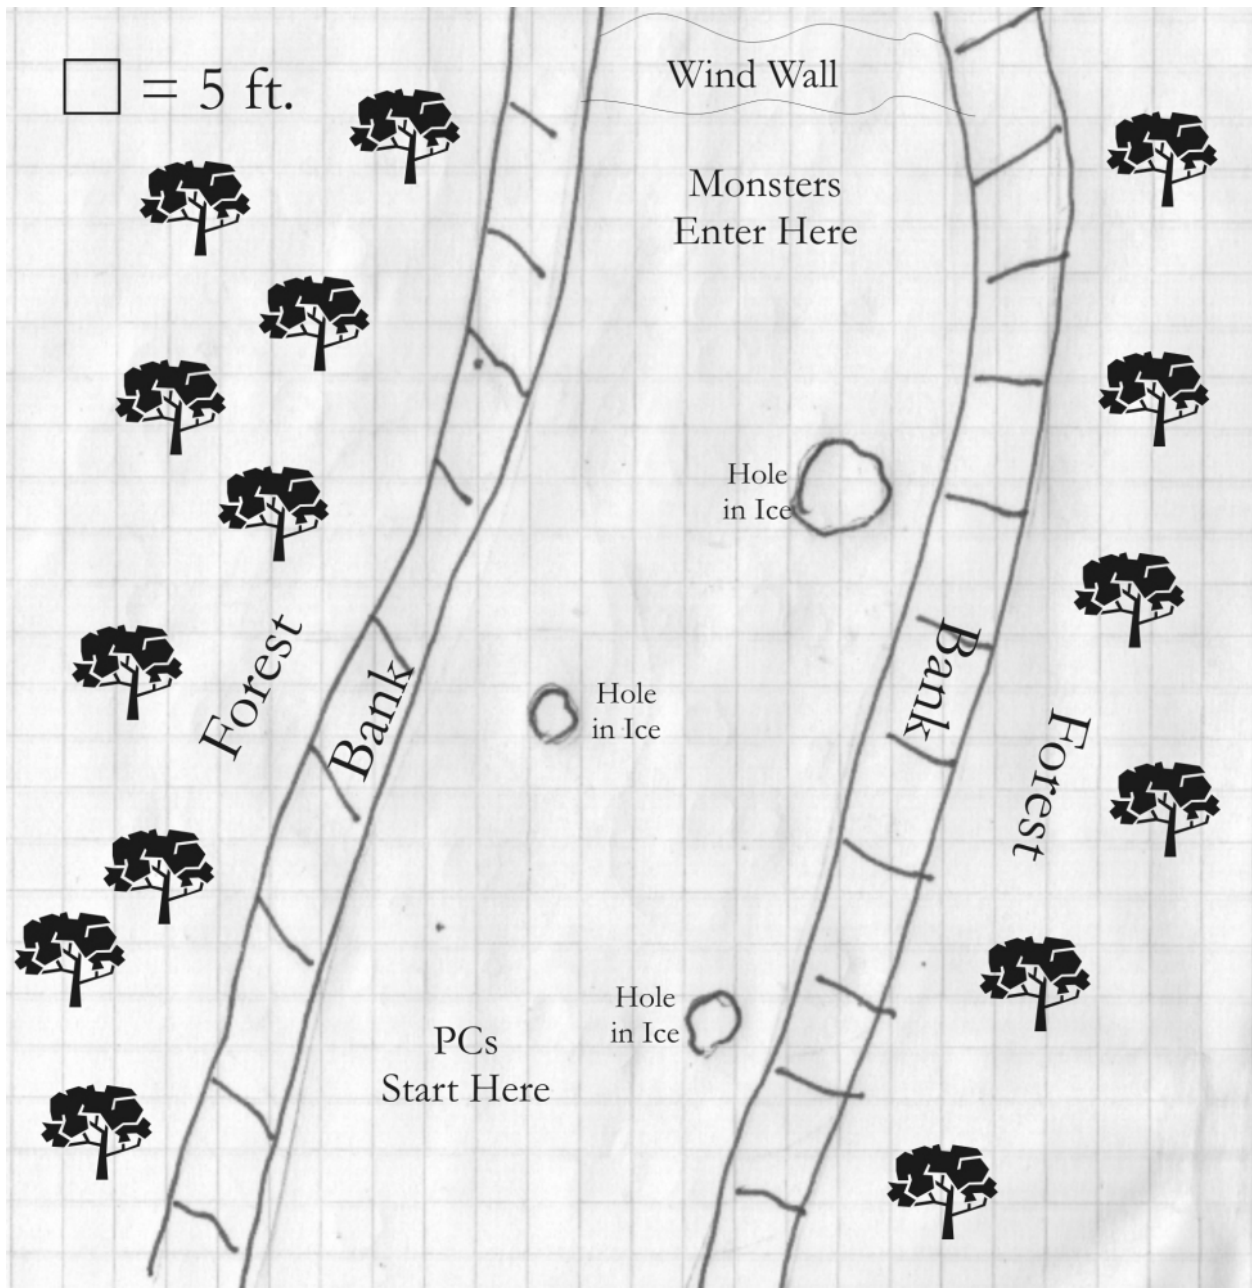 = 5 ft.
Wind Wall
Monsters
Enter Here
Hole
in Ice
Forest
Bank
Hole
in Ice
Bank
Forest
Hole
in Ice
PCs
Start Here